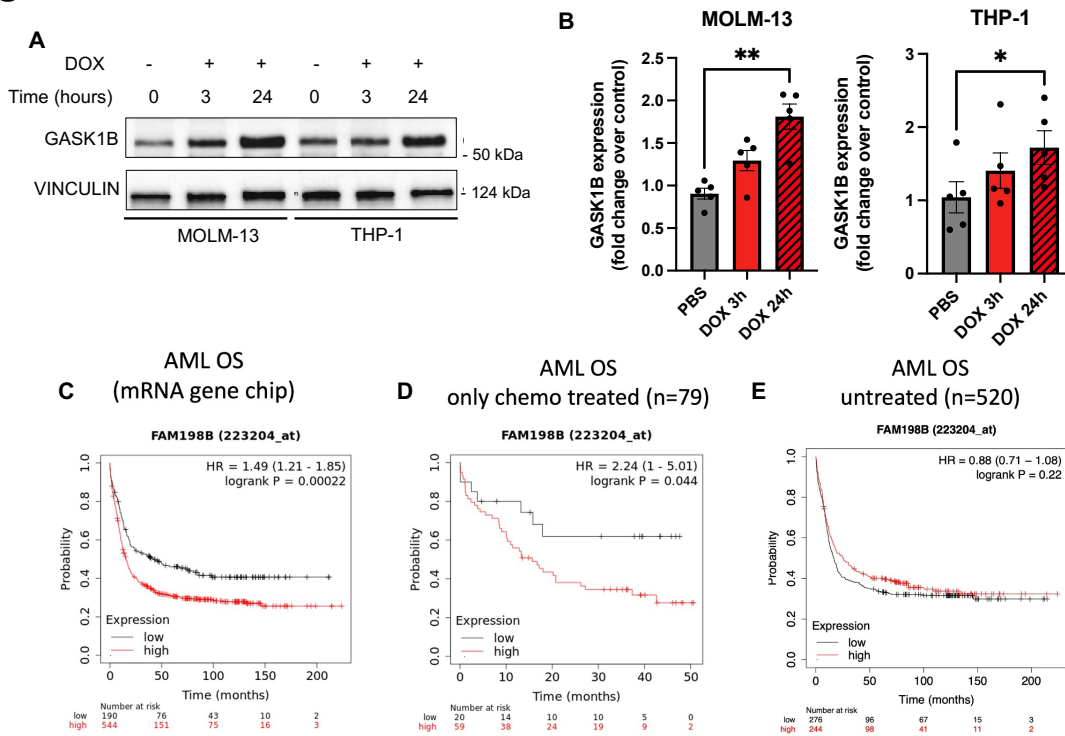 A
DOX - + + - + +
Time (hours) 0 3 24 0 3 24
GASK1B
- 50 kDa
VINCULIN
- 124 kDa
MOLM-13 THP-1
B
MOLM-13
GASK1B expression
(fold change over control)
2.5
2.0
1.5
1.0
0.5
0.0
**
PBS
DOX 3h
DOX 24h
THP-1
GASK1B expression
(fold change over control)
3
2
1
0
*
PBS
DOX 3h
DOX 24h
C
AML OS
(mRNA gene chip)
FAM198B (223204_at)
HR = 1.49 (1.21 - 1.85)
logrank P = 0.00022
Probability
1.0
0.8
0.6
0.4
0.2
0.0
Expression
low
high
0 50 100 150 200
Time (months)
Number at risk
low 190 76 43 10 2
high 544 151 75 16 3
D
AML OS
only chemo treated (n=79)
FAM198B (223204_at)
HR = 2.24 (1 - 5.01)
logrank P = 0.044
Probability
1.0
0.8
0.6
0.4
0.2
0.0
Expression
low
high
0 10 20 30 40 50
Time (months)
Number at risk
low 20 14 10 10 5 0
high 59 38 24 19 9 2
E
AML OS
untreated (n=520)
FAM198B (223204_at)
HR = 0.88 (0.71 – 1.08)
logrank P = 0.22
Probability
1.0
0.8
0.6
0.4
0.2
0.0
Expression
low
high
0 50 100 150 200
Time (months)
Number at risk
low 276 96 67 15 3
high 244 98 41 11 2